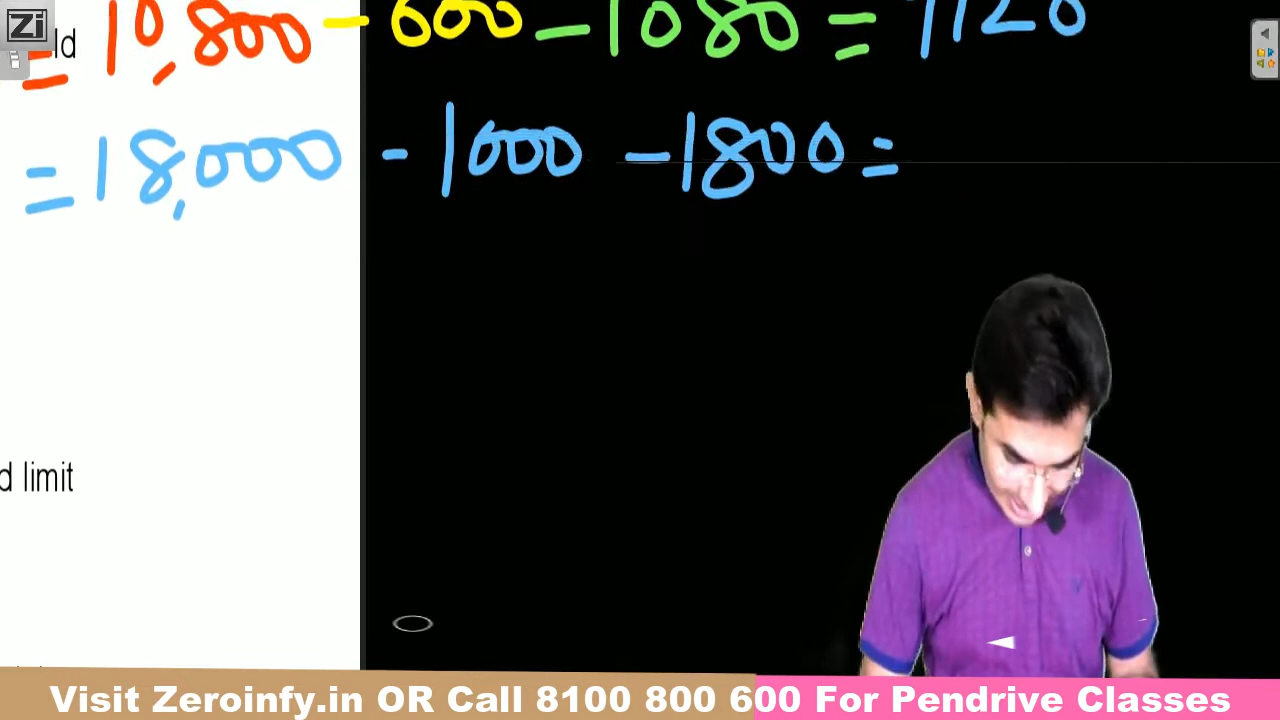 Zi
ld
= 10,800 - 600 - 1080 = 9120
= 18,000 - 1000 - 1800 =
d limit
Visit Zeroinfy.in OR Call 8100 800 600 For Pendrive Classes